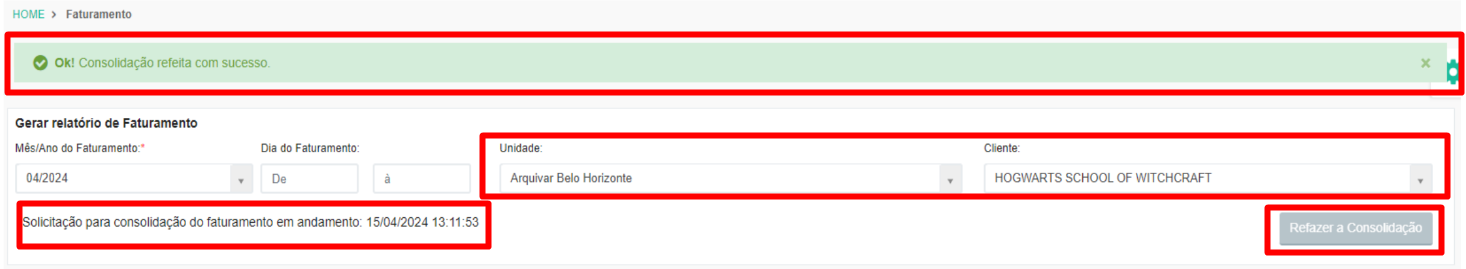 HOME > Faturamento
Ok! Consolidação refeita com sucesso. ×
Gerar relatório de Faturamento
Mês/Ano do Faturamento:* Dia do Faturamento: Unidade: Cliente:
04/2024 De à Arquivar Belo Horizonte HOGWARTS SCHOOL OF WITCHCRAFT
Solicitação para consolidação do faturamento em andamento: 15/04/2024 13:11:53 Refazer a Consolidação